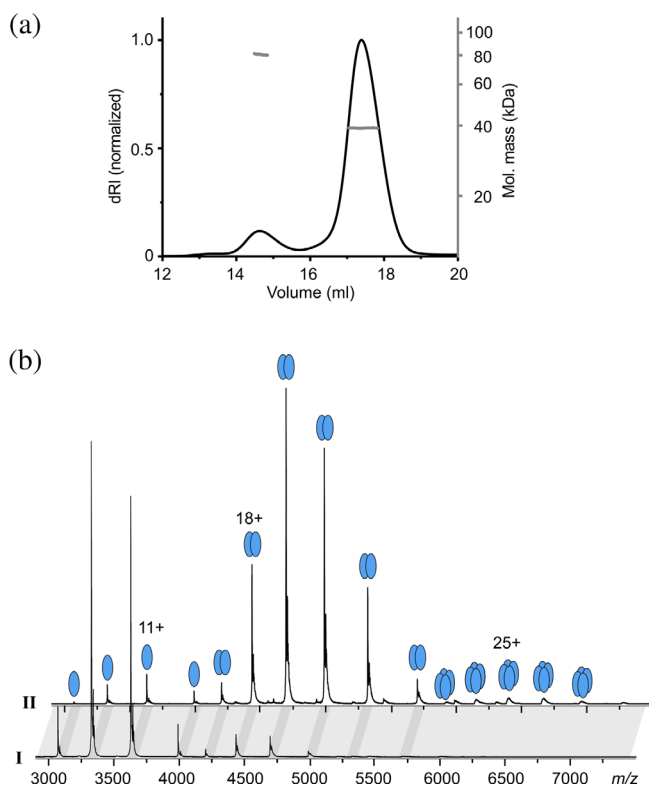 (a)
1.0
0.5
0
dRI (normalized)
12 14 16 18 20
Volume (ml)
100
80
60
40
20
Mol. mass (kDa)
(b)
18+
11+
25+
II
I
3000 3500 4000 4500 5000 5500 6000 6500 7000 m/z